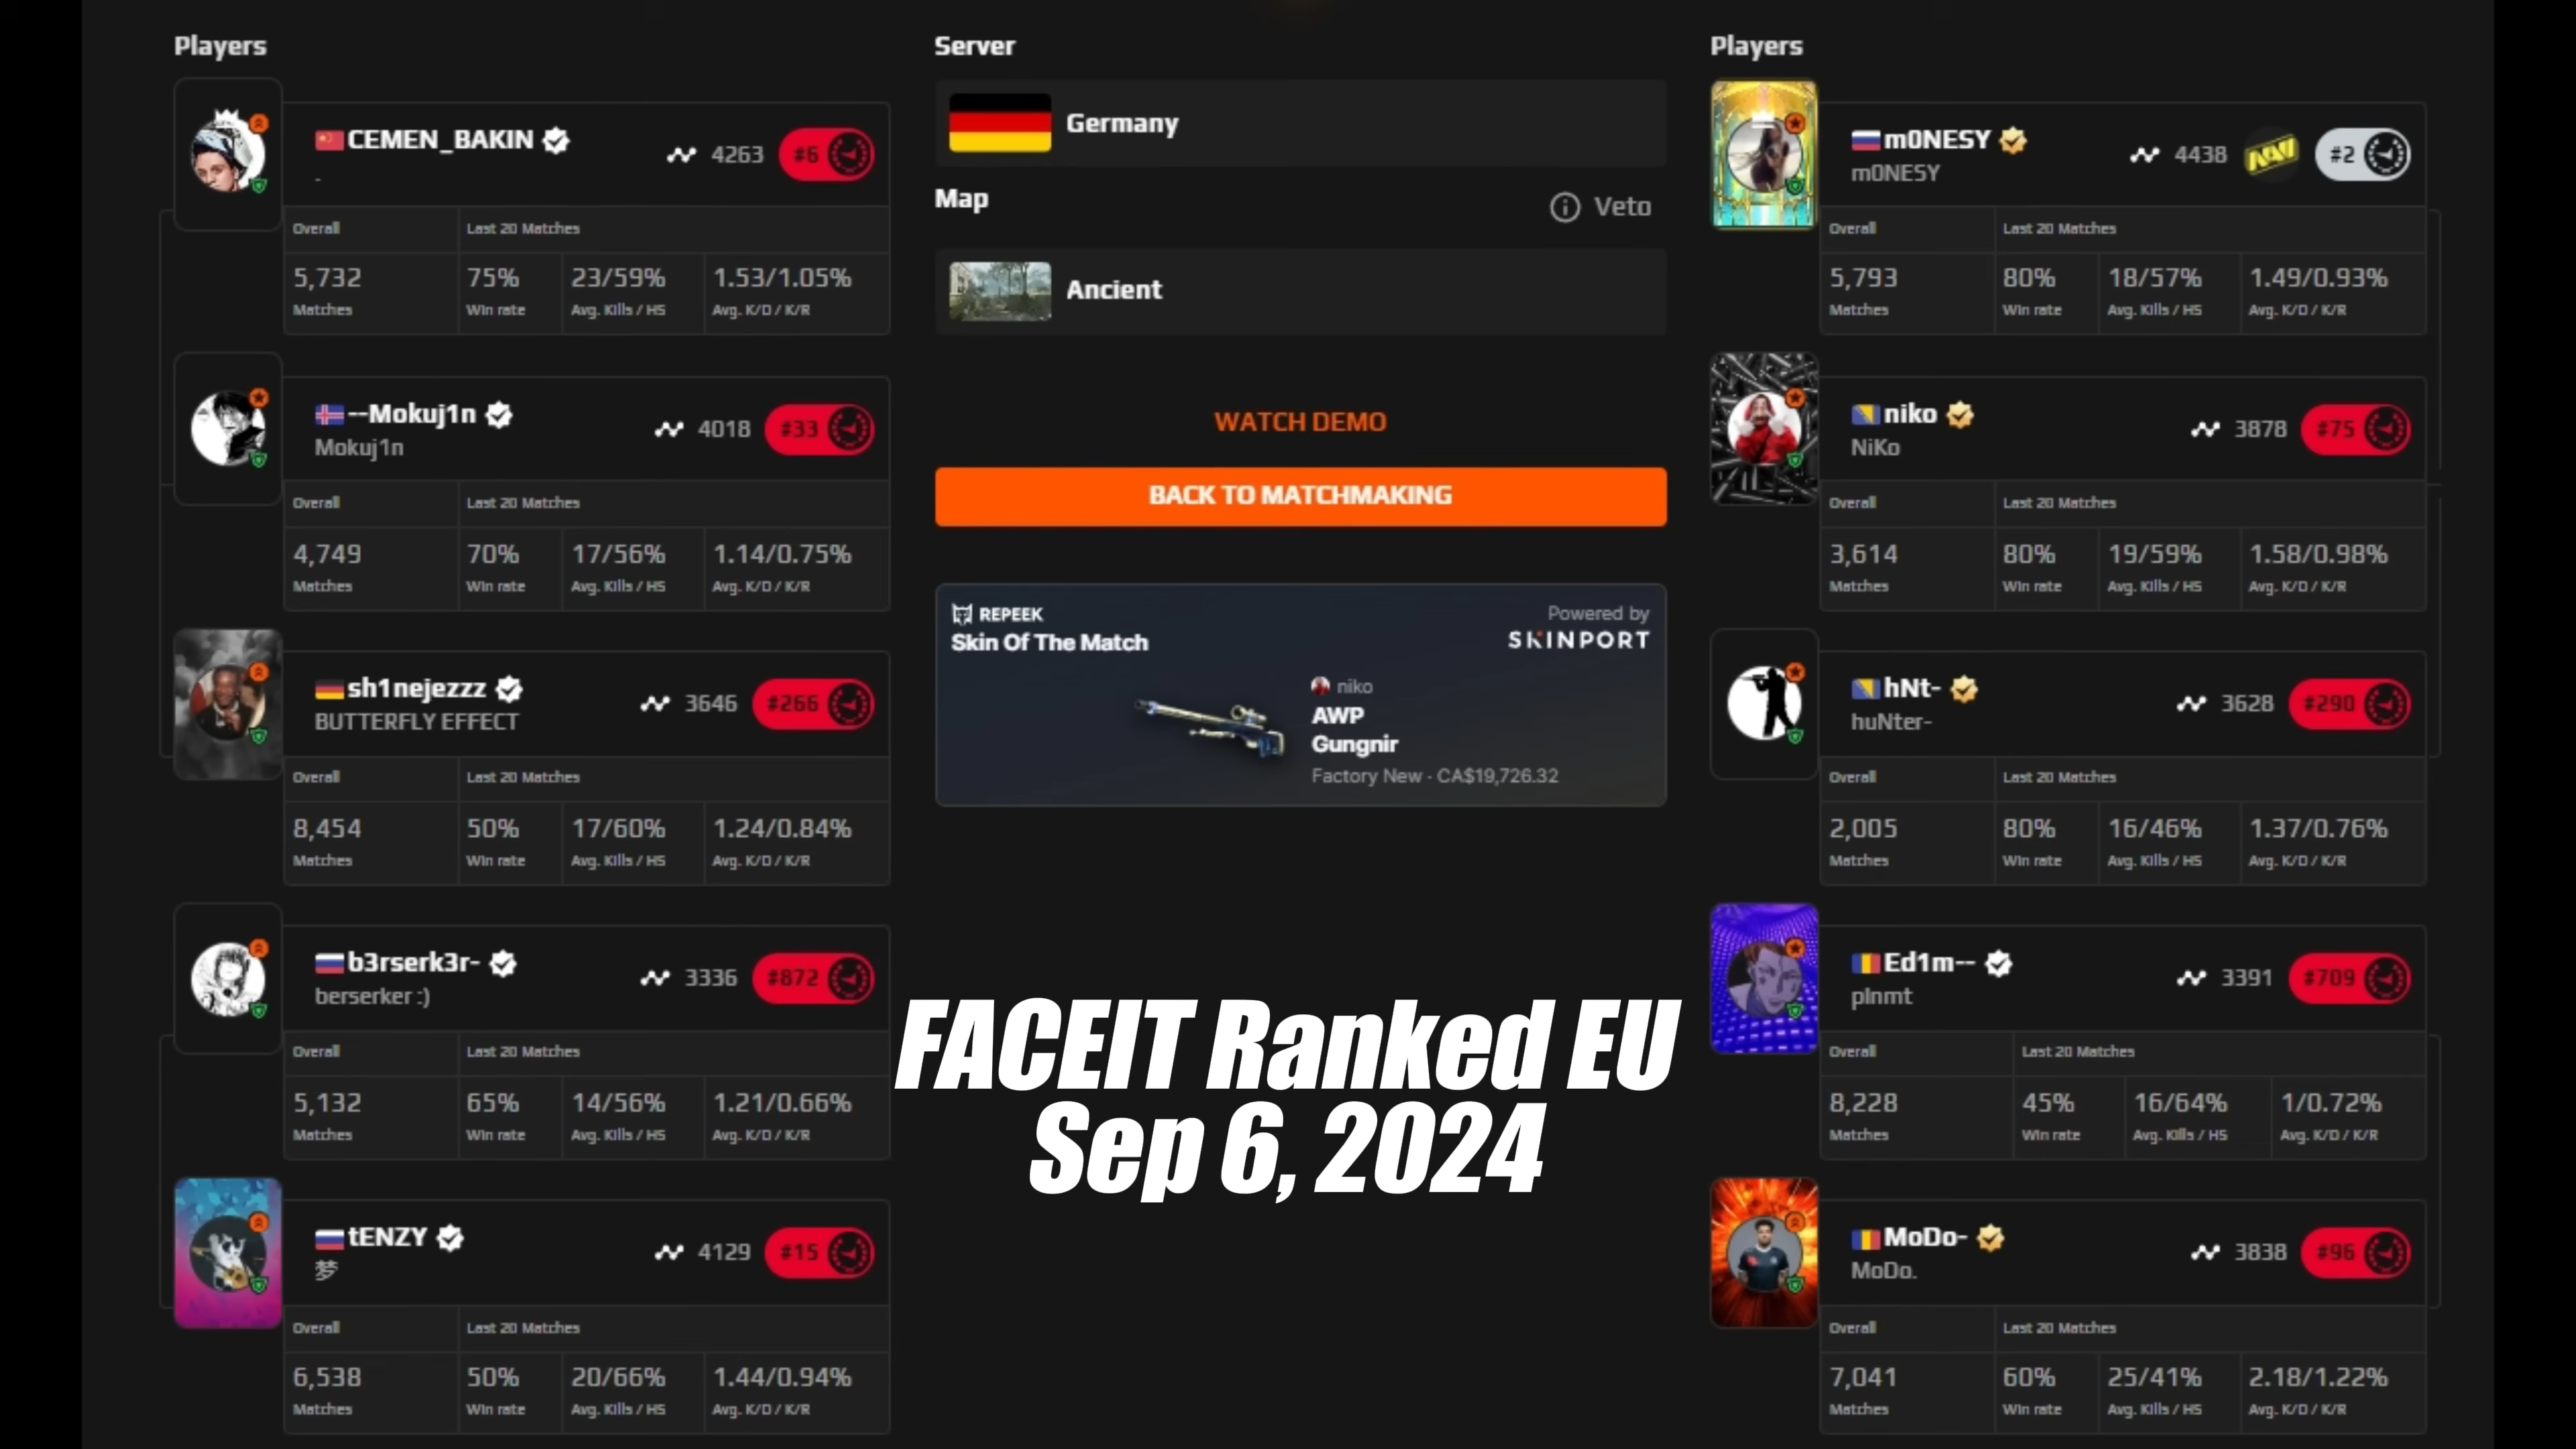 Players
CEMEN_BAKIN 4263 #6
-
Overall Last 20 Matches
5,732 75% 23/59% 1.53/1.05%
Matches Win rate Avg. Kills / HS Avg. K/D / K/R
--Mokuj1n 4018 #33
Mokuj1n
Overall Last 20 Matches
4,749 70% 17/56% 1.14/0.75%
Matches Win rate Avg. Kills / HS Avg. K/D / K/R
sh1nejezzz 3646 #266
BUTTERFLY EFFECT
Overall Last 20 Matches
8,454 50% 17/60% 1.24/0.84%
Matches Win rate Avg. Kills / HS Avg. K/D / K/R
b3rserk3r- 3336 #872
berserker :)
Overall Last 20 Matches
5,132 65% 14/56% 1.21/0.66%
Matches Win rate Avg. Kills / HS Avg. K/D / K/R
tENZY 4129 #15
梦
Overall Last 20 Matches
6,538 50% 20/66% 1.44/0.94%
Matches Win rate Avg. Kills / HS Avg. K/D / K/R
Server
Germany
Map Veto
Ancient
WATCH DEMO
BACK TO MATCHMAKING
REPEEK Powered by
Skin Of The Match SKINPORT
niko
AWP
Gungnir
Factory New - CA$19,726.32
FACEIT Ranked EU
Sep 6, 2024
Players
m0NESY 4438 NAVI #2
m0NESY
Overall Last 20 Matches
5,793 80% 18/57% 1.49/0.93%
Matches Win rate Avg. Kills / HS Avg. K/D / K/R
niko 3878 #75
NiKo
Overall Last 20 Matches
3,614 80% 19/59% 1.58/0.98%
Matches Win rate Avg. Kills / HS Avg. K/D / K/R
hNt- 3628 #290
huNter-
Overall Last 20 Matches
2,005 80% 16/46% 1.37/0.76%
Matches Win rate Avg. Kills / HS Avg. K/D / K/R
Ed1m-- 3391 #709
plnmt
Overall Last 20 Matches
8,228 45% 16/64% 1/0.72%
Matches Win rate Avg. Kills / HS Avg. K/D / K/R
MoDo- 3838 #96
MoDo.
Overall Last 20 Matches
7,041 60% 25/41% 2.18/1.22%
Matches Win rate Avg. Kills / HS Avg. K/D / K/R